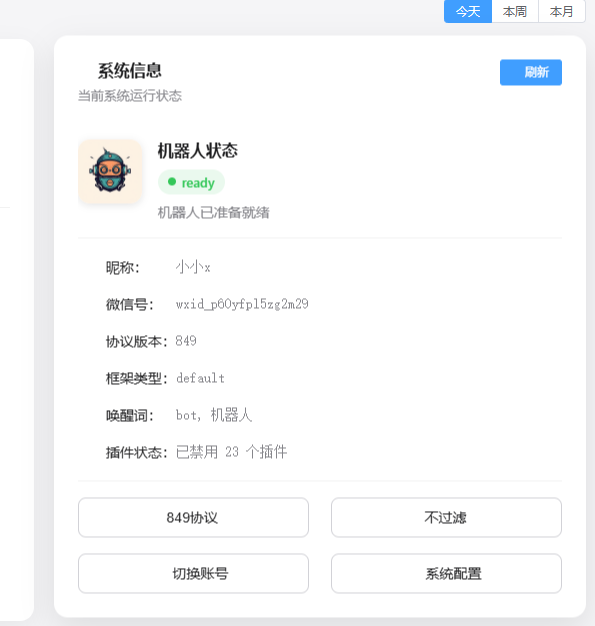 今天 本周 本月
系统信息 刷新
当前系统运行状态
机器人状态
ready
机器人已准备就绪
昵称: 小小x
微信号: wxid_p60yfpl5zg2m29
协议版本: 849
框架类型: default
唤醒词: bot, 机器人
插件状态: 已禁用 23 个插件
849协议 不过滤
切换账号 系统配置